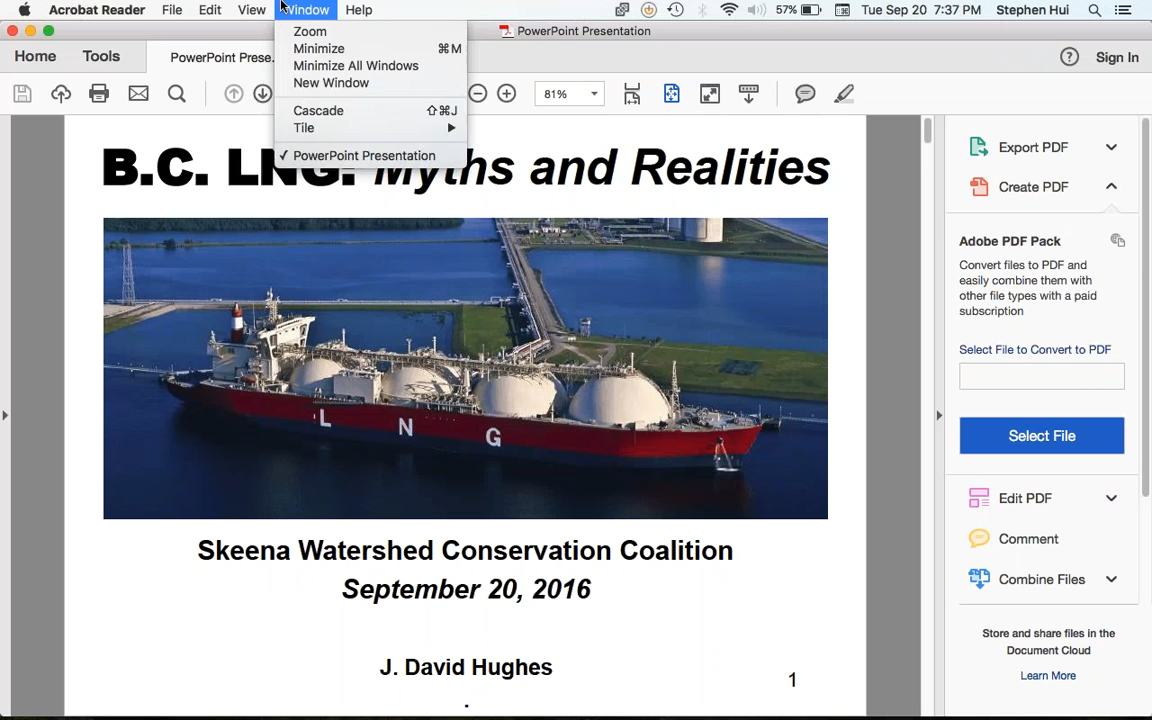 Acrobat Reader File Edit View Window Help 57% Tue Sep 20 7:37 PM Stephen Hui
PowerPoint Presentation
Home Tools PowerPoint Prese... ? Sign In
Zoom
Minimize ⌘M
Minimize All Windows
New Window
Cascade ⇧⌘J
Tile
✓ PowerPoint Presentation
81%
B.C. LNG: Myths and Realities
L N G
Skeena Watershed Conservation Coalition
September 20, 2016
J. David Hughes
1
Export PDF
Create PDF
Adobe PDF Pack
Convert files to PDF and
easily combine them with
other file types with a paid
subscription
Select File to Convert to PDF
Select File
Edit PDF
Comment
Combine Files
Store and share files in the
Document Cloud
Learn More